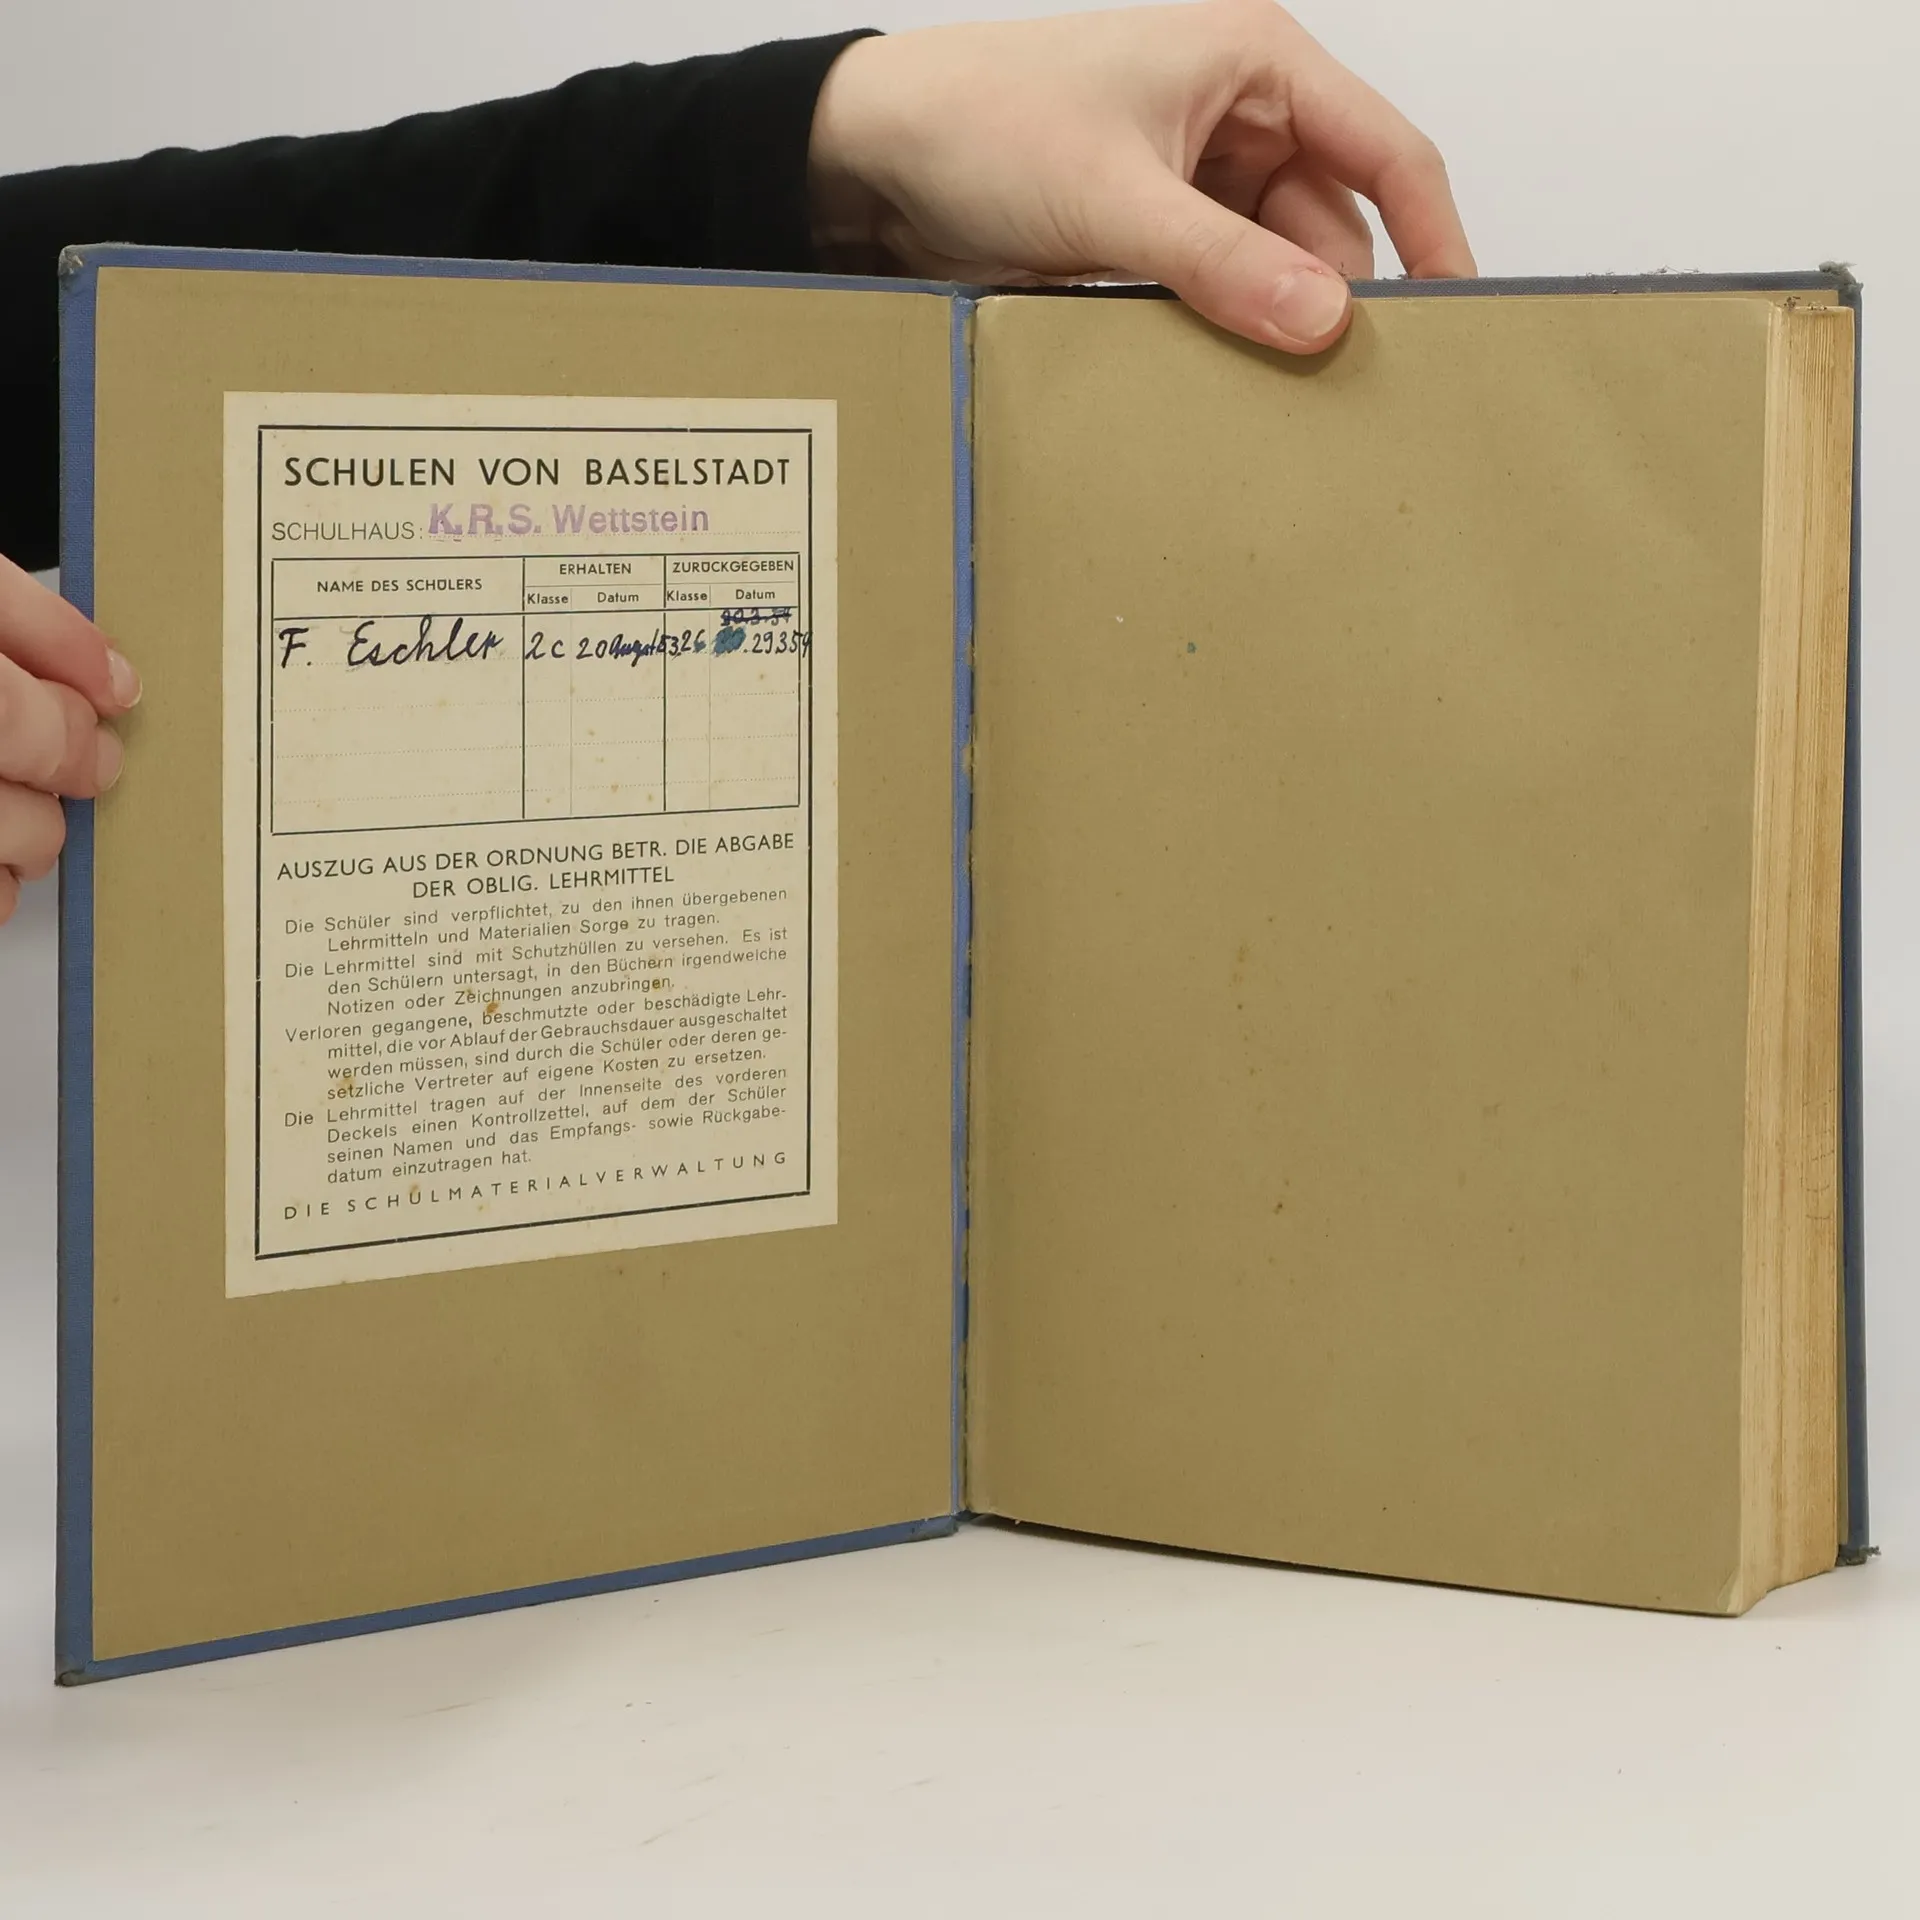 SCHULEN VON BASELSTADT
SCHULHAUS: K.R.S. Wettstein
NAME DES SCHÜLERS ERHALTEN ZURÜCKGEGEBEN
Klasse Datum Klasse Datum
F. Eschler 2c 20 August 53 29.3.54
AUSZUG AUS DER ORDNUNG BETR. DIE ABGABE
DER OBLIG. LEHRMITTEL
Die Schüler sind verpflichtet, zu den ihnen übergebenen
Lehrmitteln und Materialien Sorge zu tragen.
Die Lehrmittel sind mit Schutzhüllen zu versehen. Es ist
den Schülern untersagt, in den Büchern irgendwelche
Notizen oder Zeichnungen anzubringen.
Verloren gegangene, beschmutzte oder beschädigte Lehr-
mittel, die vor Ablauf der Gebrauchsdauer ausgeschaltet
werden müssen, sind durch die Schüler oder deren ge-
setzliche Vertreter auf eigene Kosten zu ersetzen.
Die Lehrmittel tragen auf der Innenseite des vorderen
Deckels einen Kontrollzettel, auf dem der Schüler
seinen Namen und das Empfangs- sowie Rückgabe-
datum einzutragen hat.
DIE SCHULMATERIALVERWALTUNG